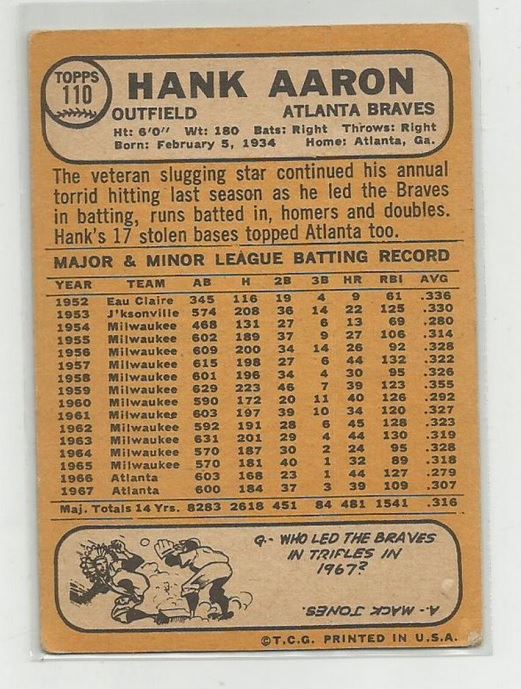 TOPPS
110
HANK AARON
OUTFIELD ATLANTA BRAVES
Ht: 6'0" Wt: 180 Bats: Right Throws: Right
Born: February 5, 1934 Home: Atlanta, Ga.
The veteran slugging star continued his annual
torrid hitting last season as he led the Braves
in batting, runs batted in, homers and doubles.
Hank's 17 stolen bases topped Atlanta too.
MAJOR & MINOR LEAGUE BATTING RECORD
YEAR TEAM AB H 2B 3B HR RBI AVG
1952 Eau Claire 345 116 19 4 9 61 .336
1953 J'ksonville 574 208 36 14 22 125 .330
1954 Milwaukee 468 131 27 6 13 69 .280
1955 Milwaukee 602 189 37 9 27 106 .314
1956 Milwaukee 609 200 34 14 26 92 .328
1957 Milwaukee 615 198 27 6 44 132 .322
1958 Milwaukee 601 196 34 4 30 95 .326
1959 Milwaukee 629 223 46 7 39 123 .355
1960 Milwaukee 590 172 20 11 40 126 .292
1961 Milwaukee 603 197 39 10 34 120 .327
1962 Milwaukee 592 191 28 6 45 128 .323
1963 Milwaukee 631 201 29 4 44 130 .319
1964 Milwaukee 570 187 30 2 24 95 .328
1965 Milwaukee 570 181 40 1 32 89 .318
1966 Atlanta 603 168 23 1 44 127 .279
1967 Atlanta 600 184 37 3 39 109 .307
Maj. Totals 14 Yrs. 8283 2618 451 84 481 1541 .316
Q.- WHO LED THE BRAVES
IN TRIPLES IN
1967?
A.- MACK JONES.
©T.C.G. PRINTED IN U.S.A.